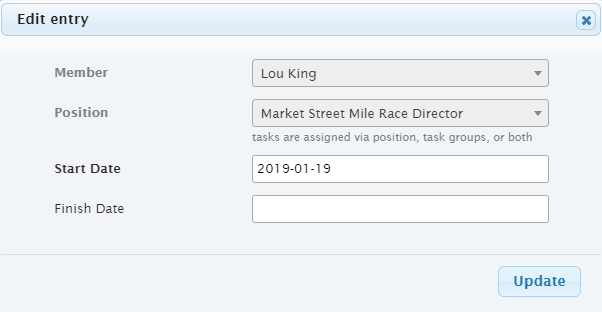 Edit entry
Member
Lou King
Position
Market Street Mile Race Director
tasks are assigned via position, task groups, or both
Start Date
2019-01-19
Finish Date
Update